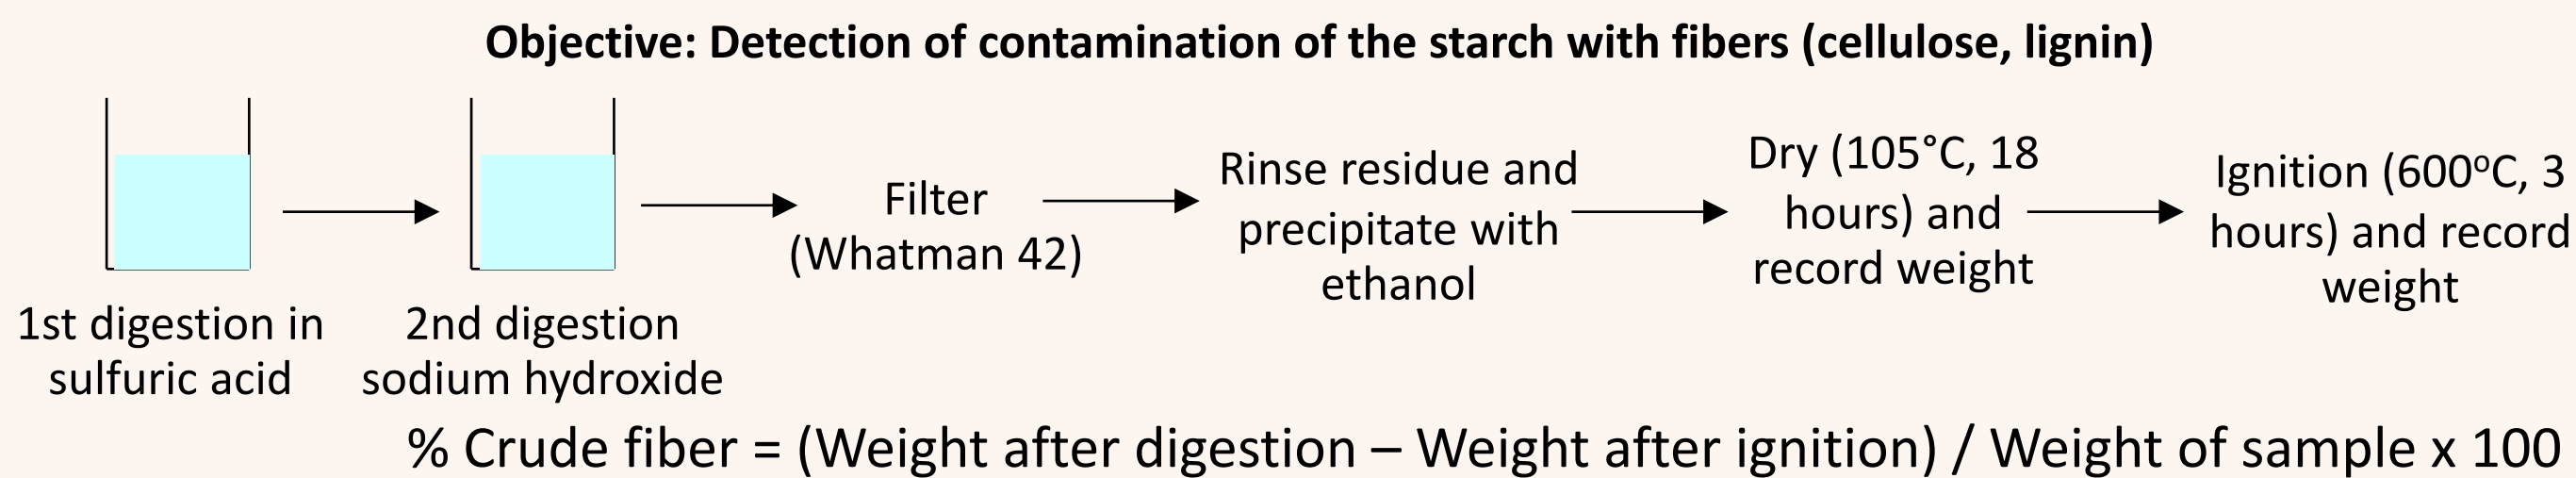 Objective: Detection of contamination of the starch with fibers (cellulose, lignin)
1st digestion in
sulfuric acid
2nd digestion
sodium hydroxide
Filter
(Whatman 42)
Rinse residue and
precipitate with
ethanol
Dry (105°C, 18
hours) and
record weight
Ignition (600ºC, 3
hours) and record
weight
% Crude fiber = (Weight after digestion – Weight after ignition) / Weight of sample x 100